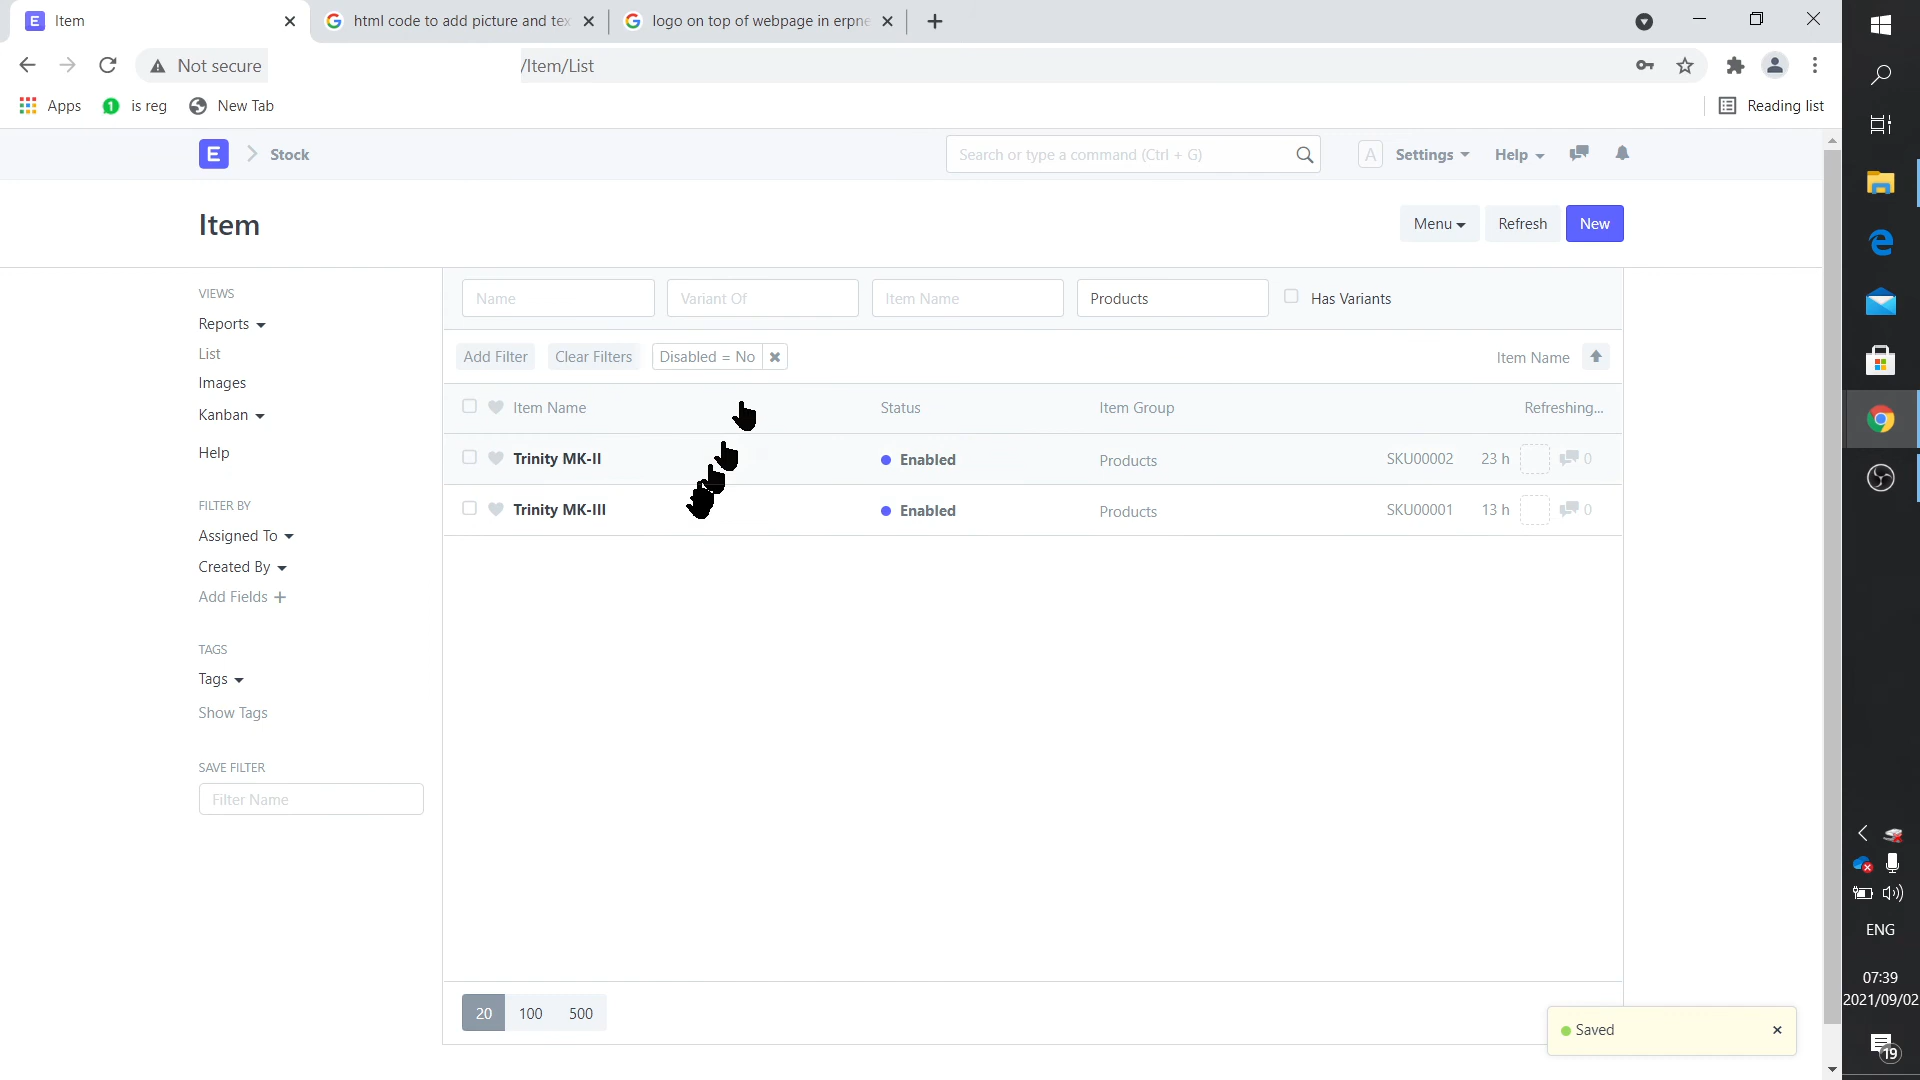 E Item
html code to add picture and tex
logo on top of webpage in erpne
Not secure /Item/List
Apps 1 is reg New Tab Reading list
E Stock Search or type a command (Ctrl + G) A Settings Help
Item Menu Refresh New
VIEWS
Reports
List
Images
Kanban
Help
FILTER BY
Assigned To
Created By
Add Fields
TAGS
Tags
Show Tags
SAVE FILTER
Filter Name
Name Variant Of Item Name Products Has Variants
Add Filter Clear Filters Disabled = No Item Name
Item Name Status Item Group Refreshing...
Trinity MK-II Enabled Products SKU00002 23 h 0
Trinity MK-III Enabled Products SKU00001 13 h 0
20 100 500
Saved
ENG
07:39
2021/09/02
19